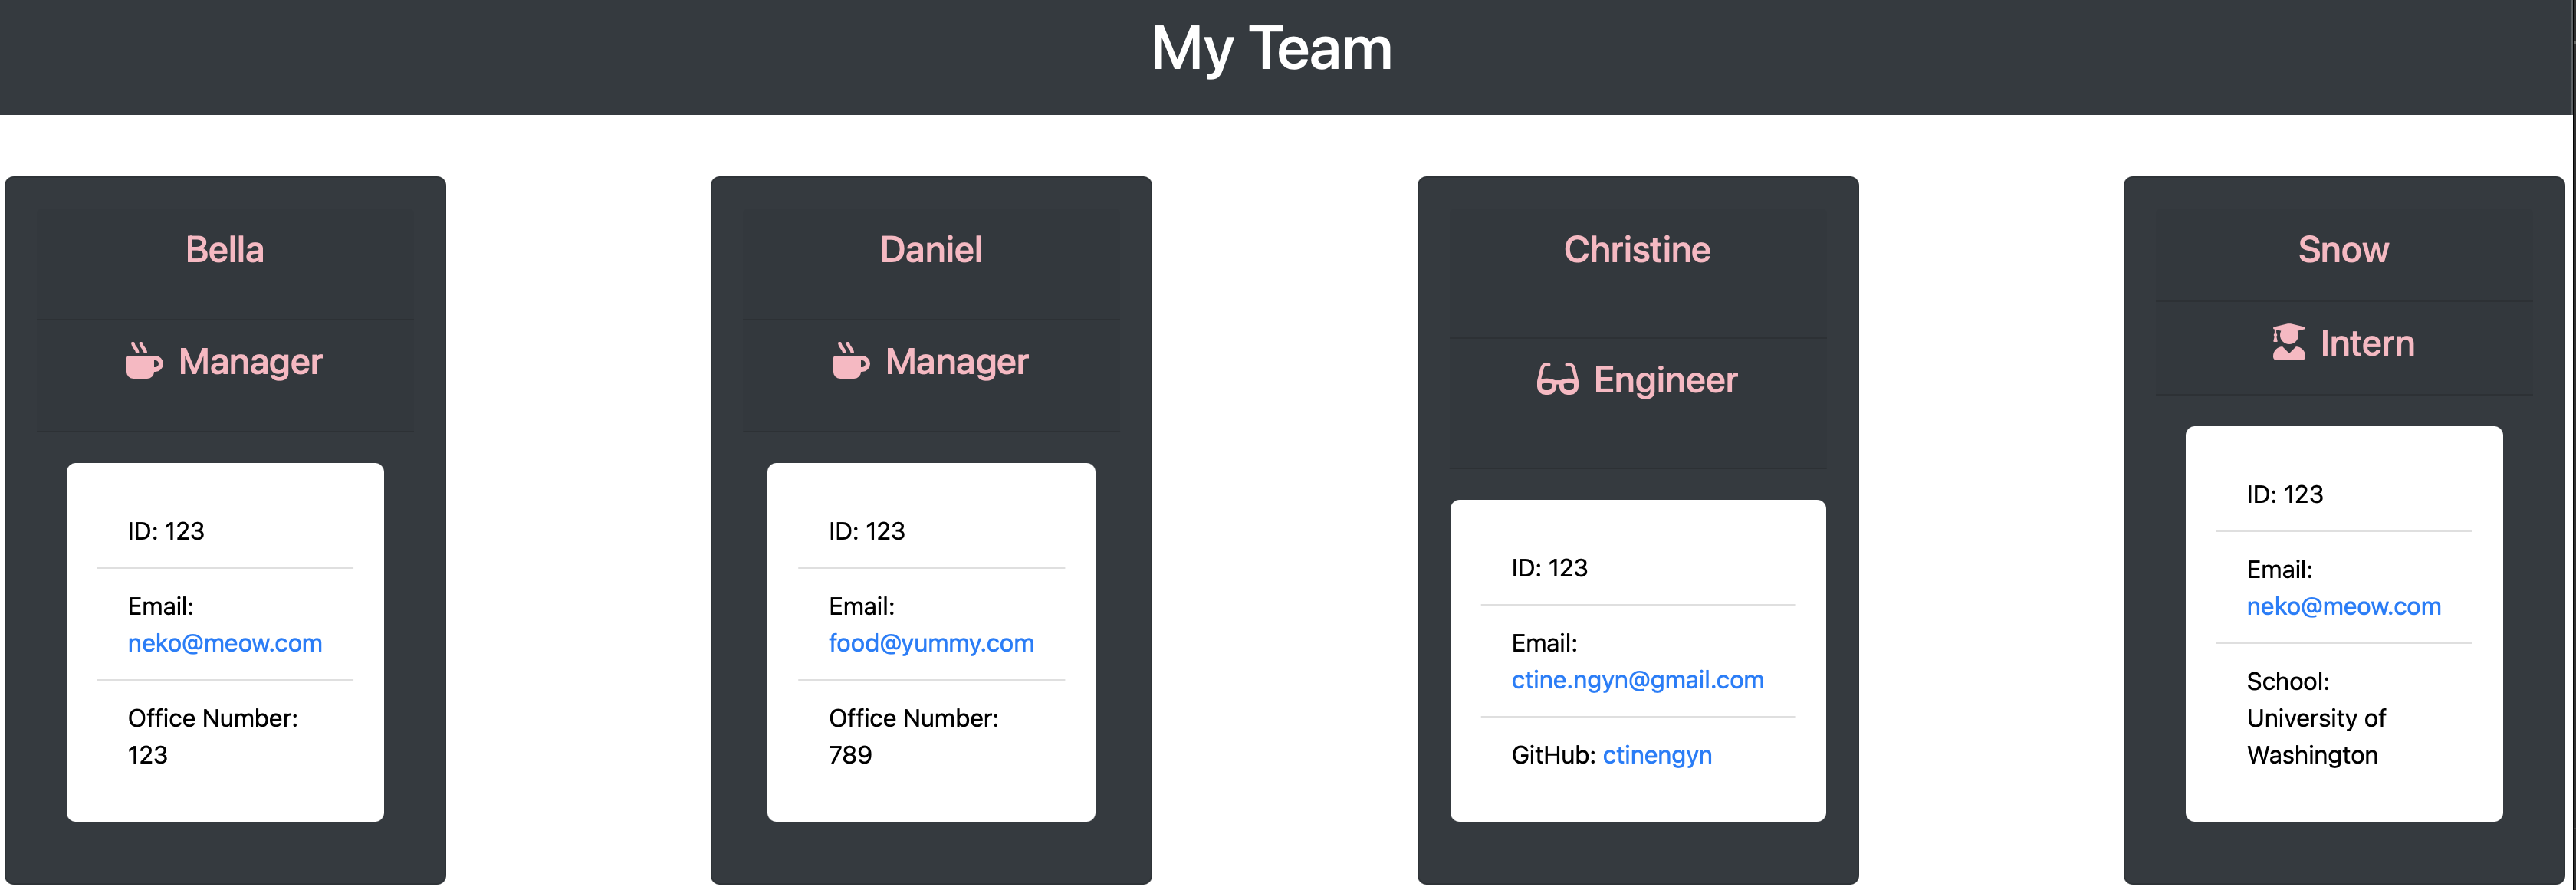 My Team
Bella
Manager
ID: 123
Email:
neko@meow.com
Office Number:
123
Daniel
Manager
ID: 123
Email:
food@yummy.com
Office Number:
789
Christine
Engineer
ID: 123
Email:
ctine.ngyn@gmail.com
GitHub: ctinengyn
Snow
Intern
ID: 123
Email:
neko@meow.com
School:
University of
Washington